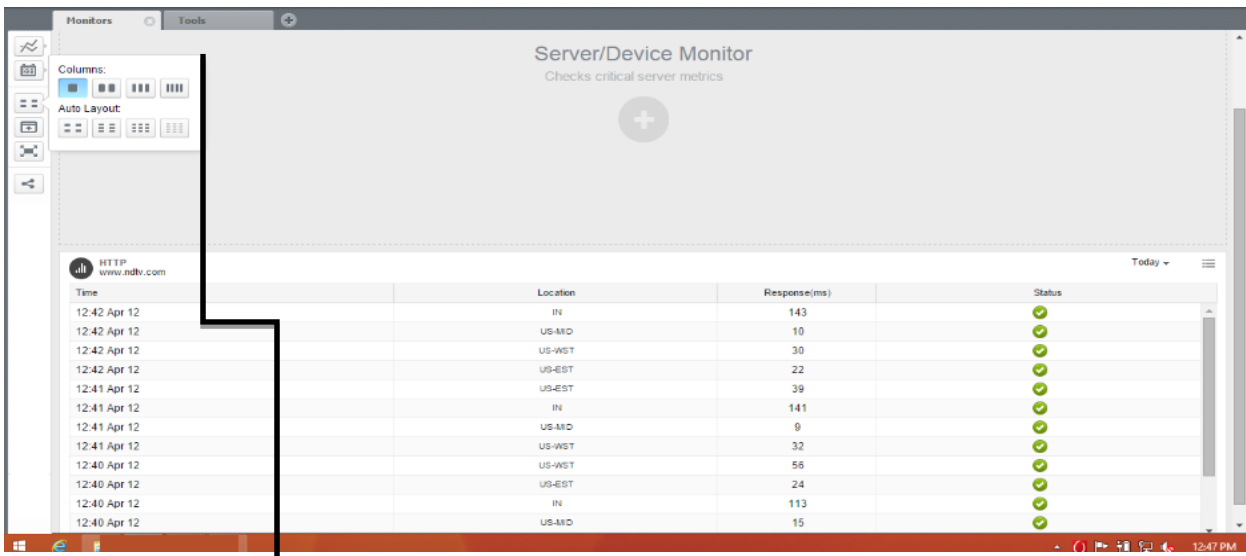 Monitors
Tools
Server/Device Monitor
Checks critical server metrics
Columns:
Auto Layout:
HTTP
www.ndtv.com
Today
Time Location Response(ms) Status
12:42 Apr 12 IN 143
12:42 Apr 12 US-MID 10
12:42 Apr 12 US-WST 30
12:42 Apr 12 US-EST 22
12:41 Apr 12 US-EST 39
12:41 Apr 12 IN 141
12:41 Apr 12 US-MID 9
12:41 Apr 12 US-WST 32
12:40 Apr 12 US-WST 56
12:40 Apr 12 US-EST 24
12:40 Apr 12 IN 113
12:40 Apr 12 US-MID 15
12:47 PM